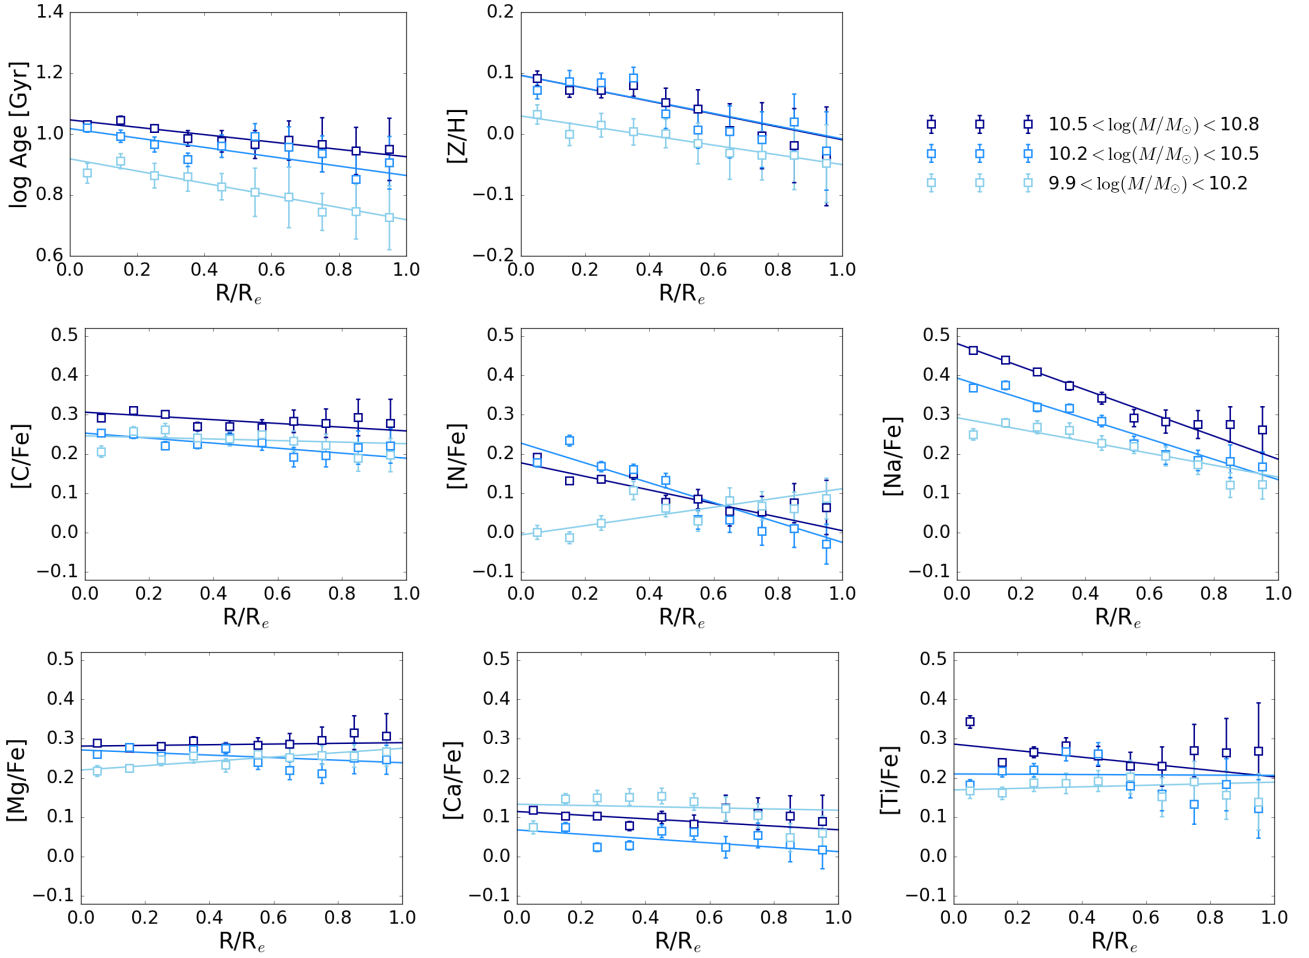 1.4
1.2
1.0
0.8
0.6
log Age [Gyr]
0.0 0.2 0.4 0.6 0.8 1.0
R/Re
0.2
0.1
0.0
−0.1
−0.2
[Z/H]
0.0 0.2 0.4 0.6 0.8 1.0
R/Re
10.5<log(M/M⊙)<10.8
10.2<log(M/M⊙)<10.5
9.9<log(M/M⊙)<10.2
0.5
0.4
0.3
0.2
0.1
0.0
−0.1
[C/Fe]
0.0 0.2 0.4 0.6 0.8 1.0
R/Re
0.5
0.4
0.3
0.2
0.1
0.0
−0.1
[N/Fe]
0.0 0.2 0.4 0.6 0.8 1.0
R/Re
0.5
0.4
0.3
0.2
0.1
0.0
−0.1
[Na/Fe]
0.0 0.2 0.4 0.6 0.8 1.0
R/Re
0.5
0.4
0.3
0.2
0.1
0.0
−0.1
[Mg/Fe]
0.0 0.2 0.4 0.6 0.8 1.0
R/Re
0.5
0.4
0.3
0.2
0.1
0.0
−0.1
[Ca/Fe]
0.0 0.2 0.4 0.6 0.8 1.0
R/Re
0.5
0.4
0.3
0.2
0.1
0.0
−0.1
[Ti/Fe]
0.0 0.2 0.4 0.6 0.8 1.0
R/Re